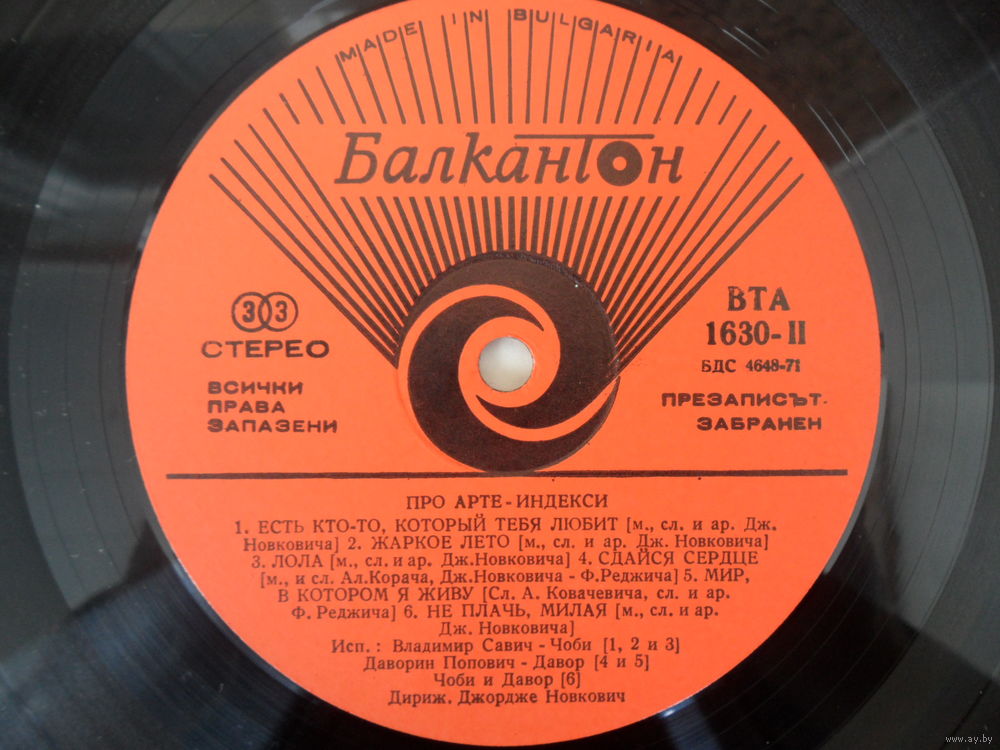 MADE IN BULGARIA
Балкантон
33
СТЕРЕО
ВСИЧКИ
ПРАВА
ЗАПАЗЕНИ
ВТА
1630-II
БДС 4648-71
ПРЕЗАПИСЪТ.
ЗАБРАНЕН
ПРО АРТЕ-ИНДЕКСИ
1. ЕСТЬ КТО-ТО, КОТОРЫЙ ТЕБЯ ЛЮБИТ [м., сл. и ар. Дж.
Новковича] 2. ЖАРКОЕ ЛЕТО [м., сл. и ар. Дж. Новковича]
3. ЛОЛА [м., сл. и ар. Дж.Новковича] 4. СДАЙСЯ СЕРДЦЕ
[м., и сл. Ал.Корача, Дж.Новковича - Ф.Реджича] 5. МИР,
В КОТОРОМ Я ЖИВУ [Сл. А. Ковачевича, сл. и ар.
Ф. Реджича] 6. НЕ ПЛАЧЬ, МИЛАЯ [м., сл. и ар.
Дж. Новковича]
Исп. : Владимир Савич - Чоби [1, 2 и 3]
Даворин Попович - Давор [4 и 5]
Чоби и Давор [6]
Дириж. Джордже Новкович
www.ay.by